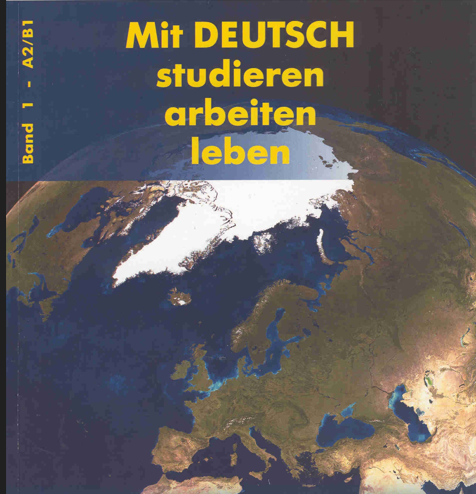 Mit DEUTSCH
studieren
arbeiten
leben
Band 1 - A2/B1